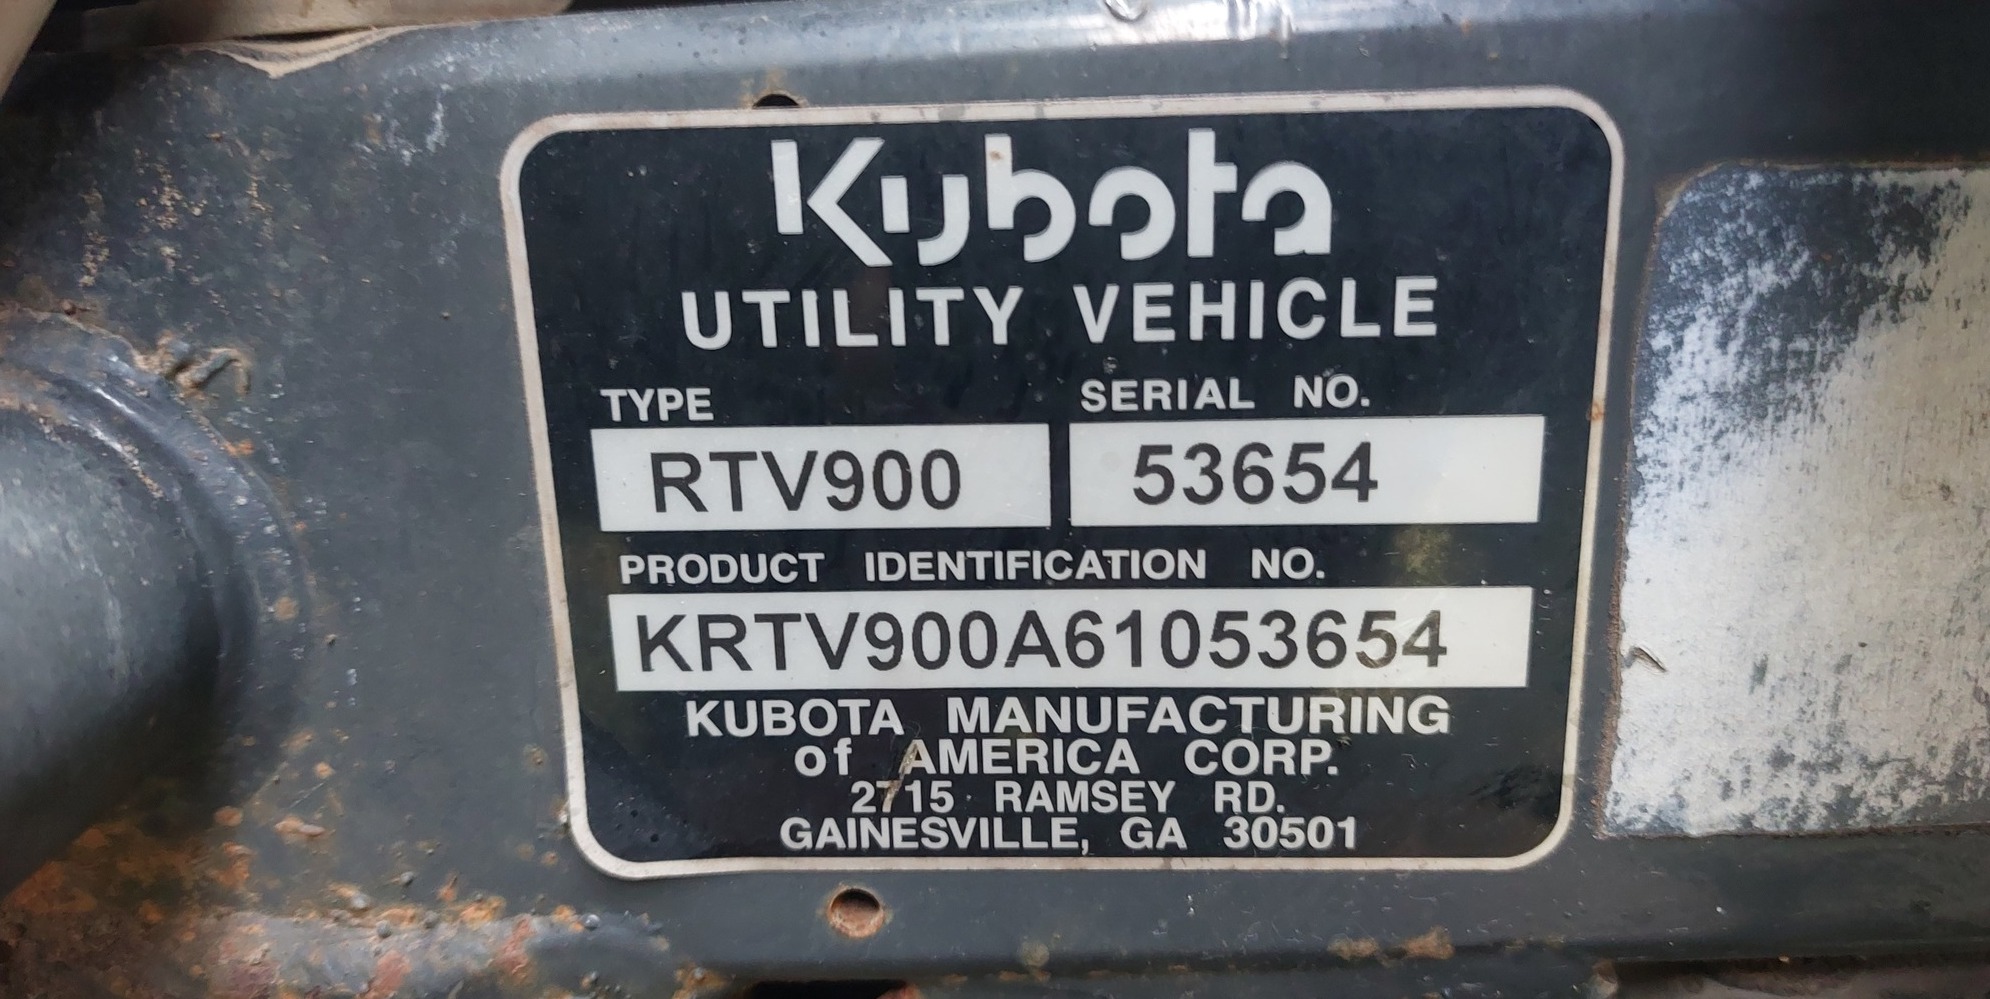 Kubota
UTILITY VEHICLE
TYPE SERIAL NO.
RTV900 53654
PRODUCT IDENTIFICATION NO.
KRTV900A61053654
KUBOTA MANUFACTURING
of AMERICA CORP.
2715 RAMSEY RD.
GAINESVILLE, GA 30501